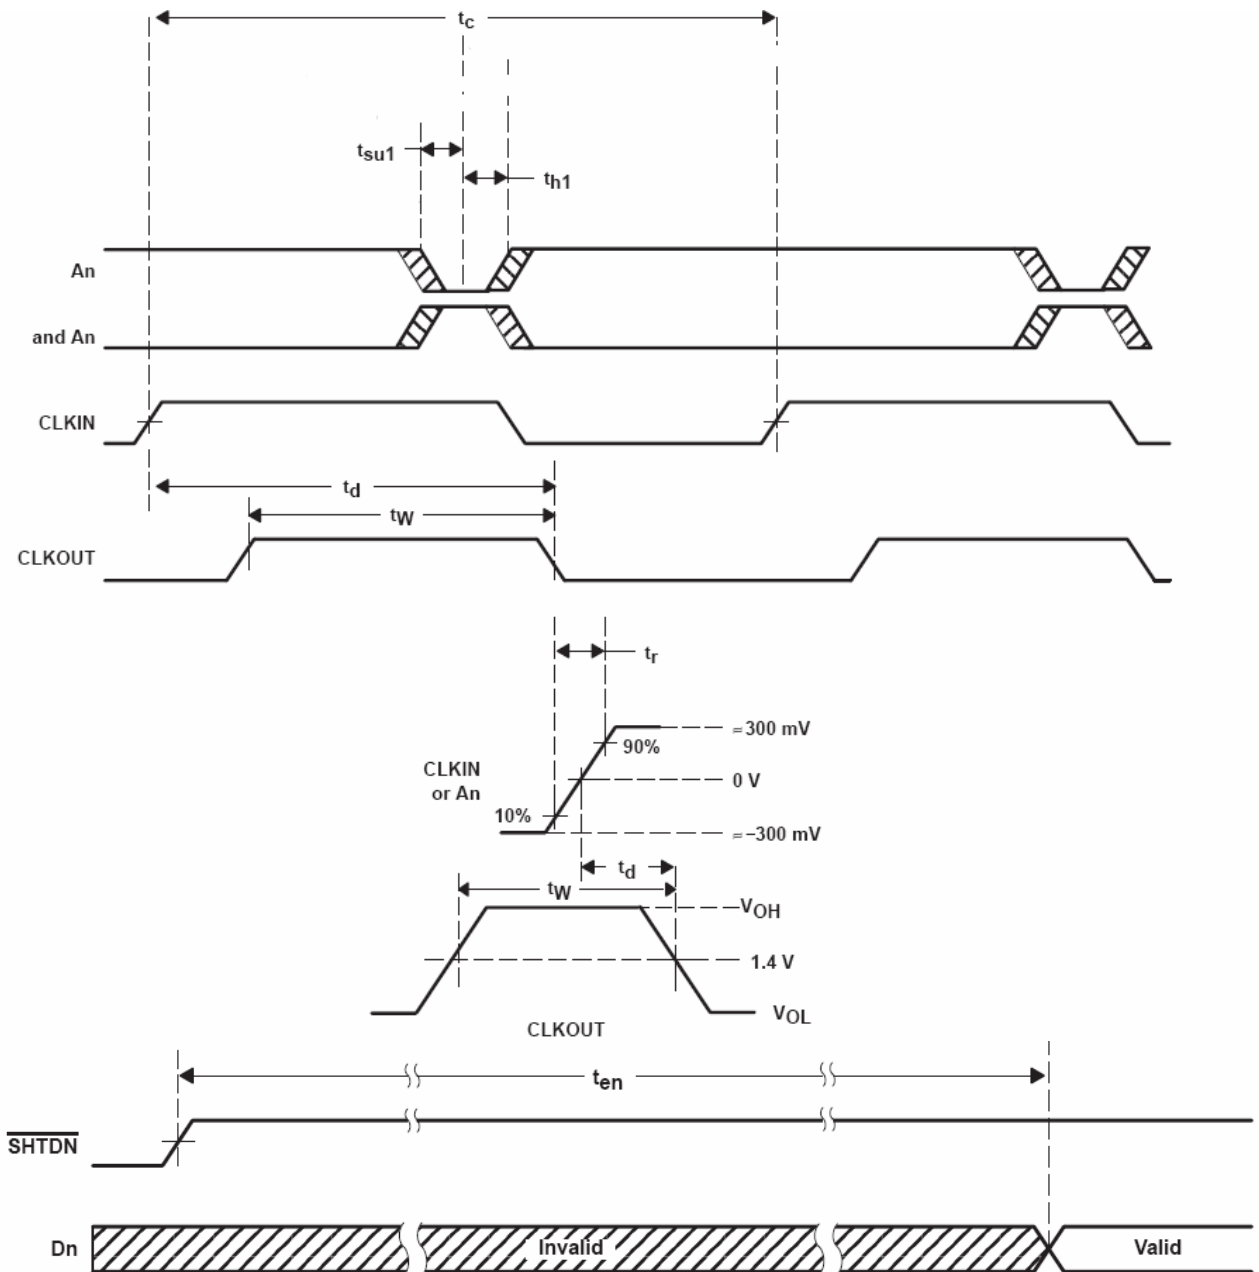 tc
tsu1
th1
An
and An
CLKIN
td
tW
CLKOUT
tr
≈300 mV
90%
CLKIN
or An
0 V
10%
≈−300 mV
td
tW
VOH
1.4 V
VOL
CLKOUT
ten
SHTDN
Dn
Invalid
Valid